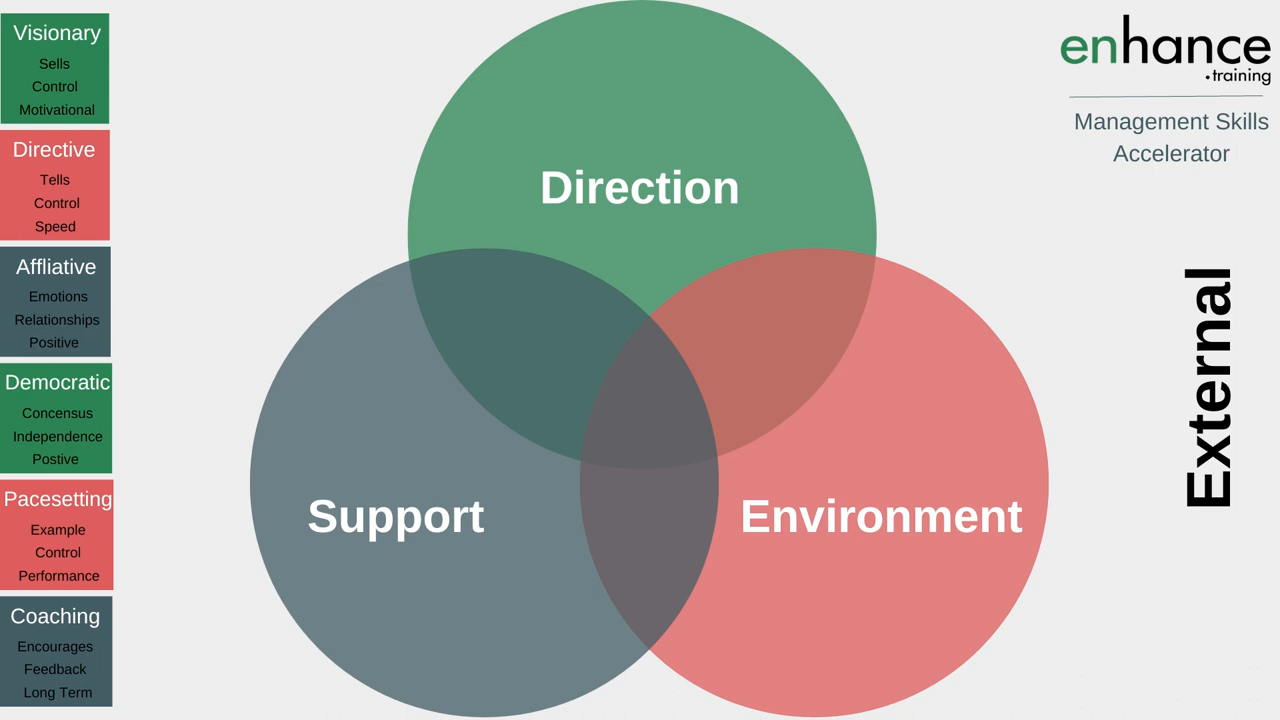 Visionary
Sells
Control
Motivational
Directive
Tells
Control
Speed
Affliative
Emotions
Relationships
Positive
Democratic
Concensus
Independence
Postive
Pacesetting
Example
Control
Performance
Coaching
Encourages
Feedback
Long Term
Direction
Support
Environment
enhance
.training
Management Skills
Accelerator
External